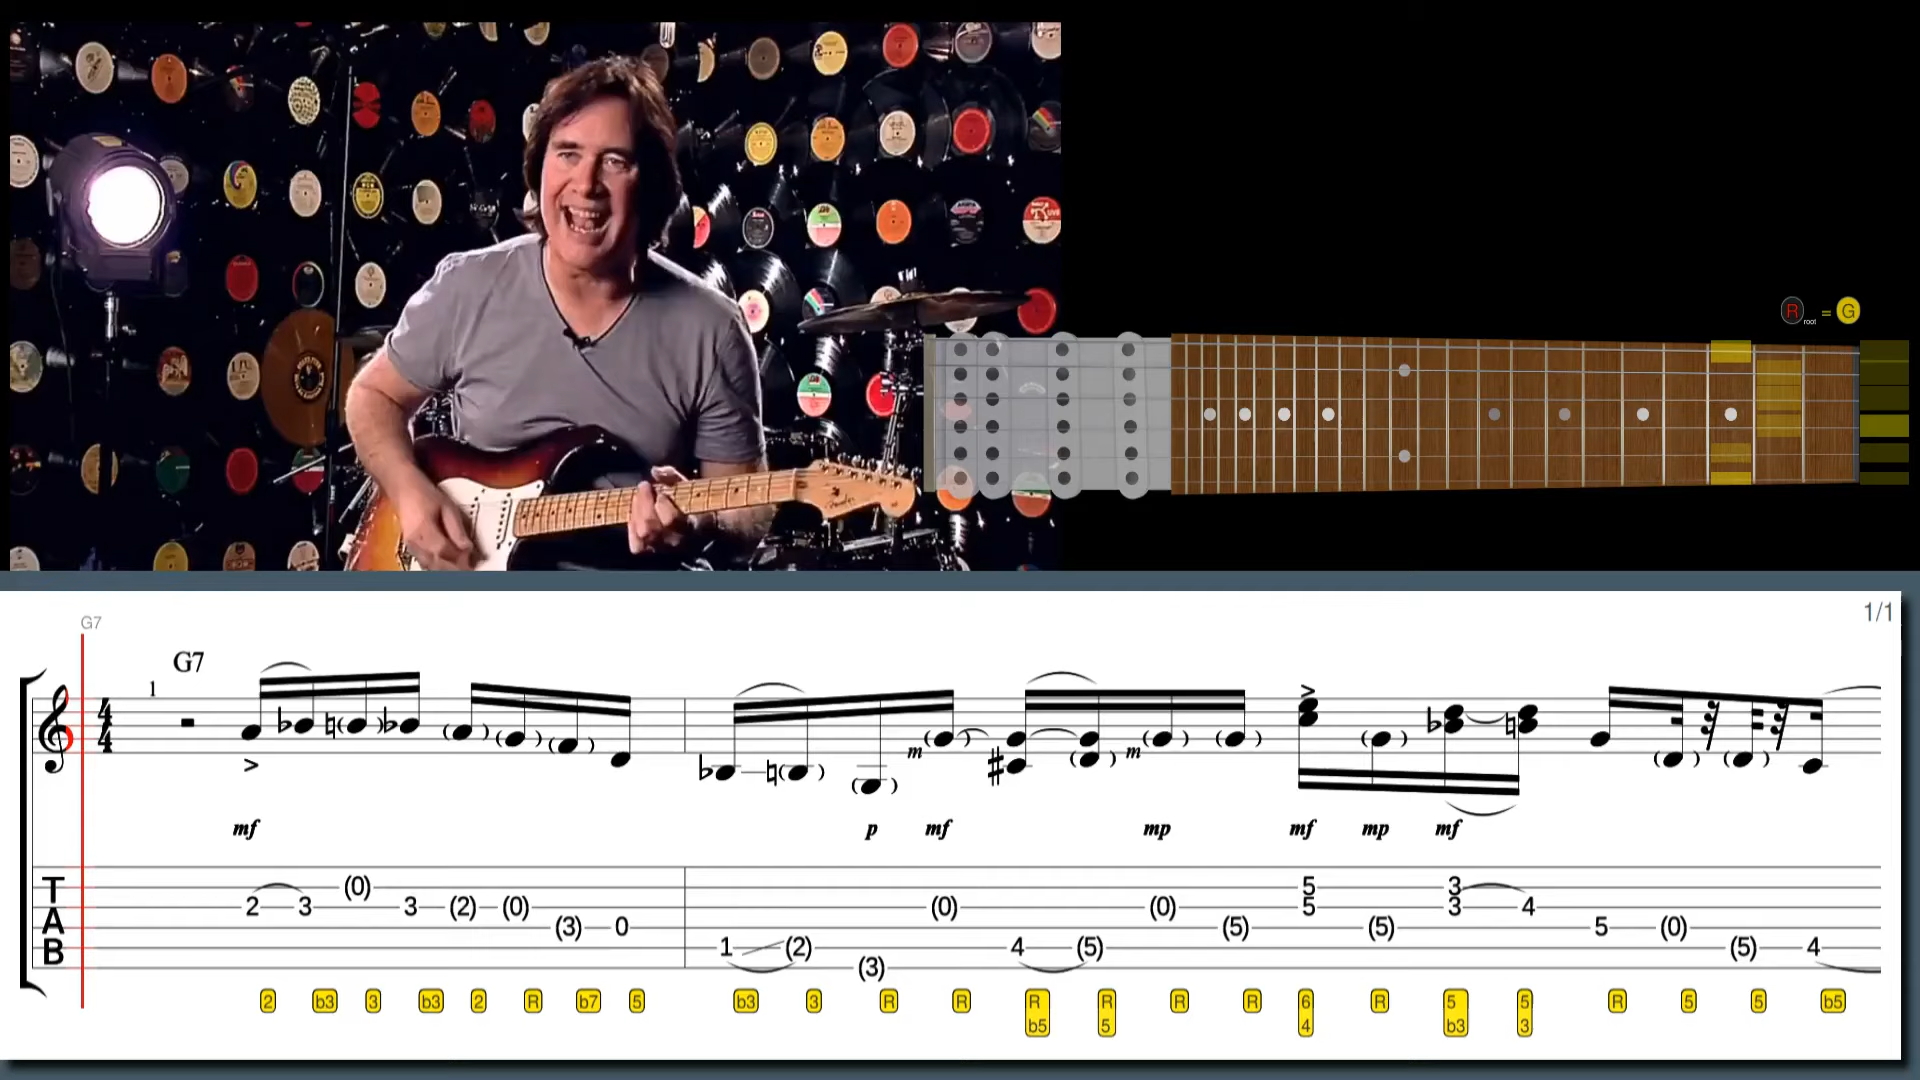 R root = G
1/1
G7
G7
1
4
4
m
m
mf
p
mf
mp
mf
mp
mf
T
A
B
2 3 (0) 3 (2) (0) (3) 0 1 (2) (3) (0) 4 (5) (0) (5) 5 5 (5) 3 3 4 5 (0) (5) 4
2 b3 3 b3 2 R b7 5 b3 3 R R R R R R 6 R 5 5 R 5 5 b5
b5 5 4 b3 3